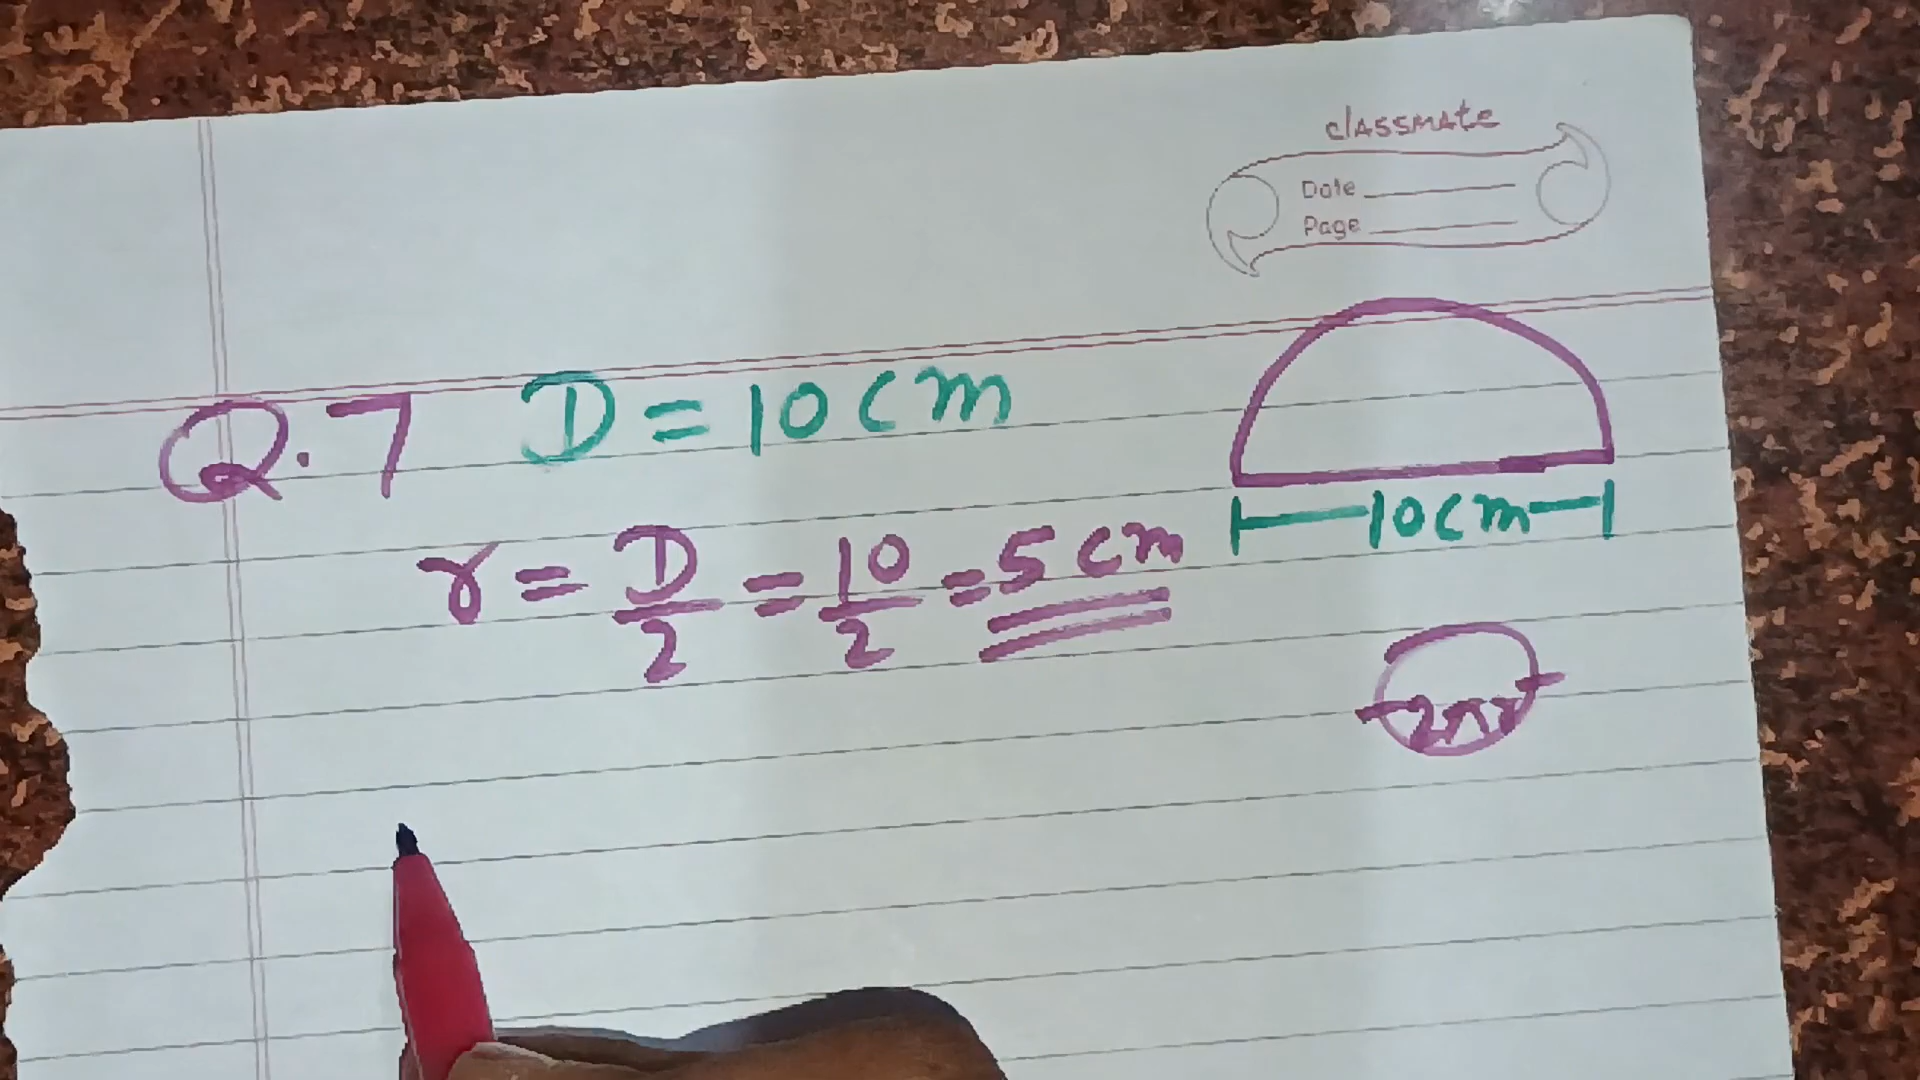 classmate
Date
Page
Q.7 D = 10 cm
10 cm
r = D/2 = 10/2 = 5 cm
2πr